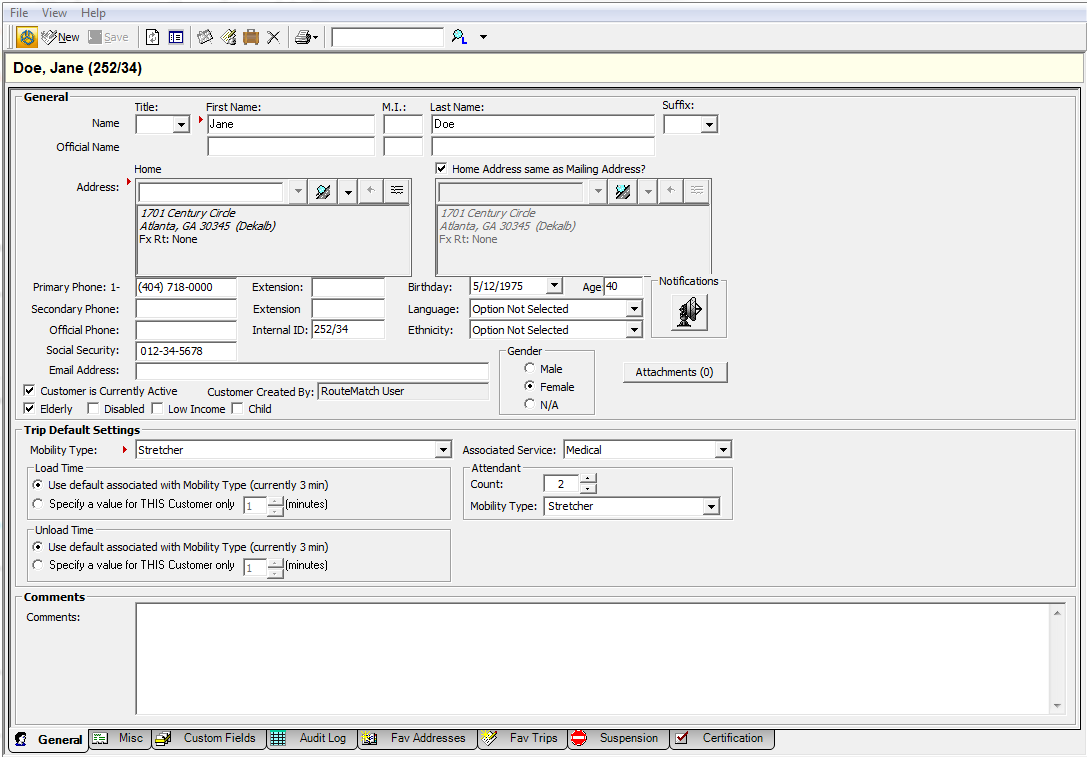 File View Help
New Save
Doe, Jane (252/34)
General
Title: First Name: M.I.: Last Name: Suffix:
Name Jane Doe
Official Name
Home
Home Address same as Mailing Address?
Address:
1701 Century Circle
Atlanta, GA 30345 (Dekalb)
Fx Rt: None
1701 Century Circle
Atlanta, GA 30345 (Dekalb)
Fx Rt: None
Primary Phone: 1- (404) 718-0000 Extension: Birthday: 5/12/1975 Age 40
Notifications
Secondary Phone: Extension Language: Option Not Selected
Official Phone: Internal ID: 252/34 Ethnicity: Option Not Selected
Social Security: 012-34-5678
Email Address:
Gender
Male
Female
N/A
Attachments (0)
Customer is Currently Active Customer Created By: RouteMatch User
Elderly Disabled Low Income Child
Trip Default Settings
Mobility Type: Stretcher Associated Service: Medical
Load Time
Use default associated with Mobility Type (currently 3 min)
Specify a value for THIS Customer only 1 (minutes)
Attendant
Count: 2
Mobility Type: Stretcher
Unload Time
Use default associated with Mobility Type (currently 3 min)
Specify a value for THIS Customer only 1 (minutes)
Comments
Comments:
General Misc Custom Fields Audit Log Fav Addresses Fav Trips Suspension Certification